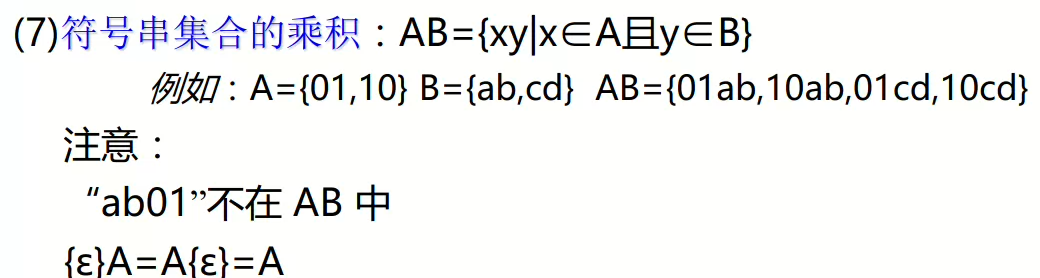 (7)符号串集合的乘积：AB={xy|x∈A且y∈B}
例如：A={01,10} B={ab,cd} AB={01ab,10ab,01cd,10cd}
注意：
“ab01”不在 AB 中
{ε}A=A{ε}=A